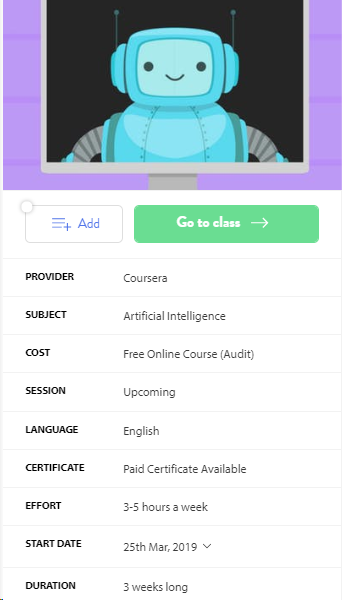 Add
Go to class
PROVIDER Coursera
SUBJECT Artificial Intelligence
COST Free Online Course (Audit)
SESSION Upcoming
LANGUAGE English
CERTIFICATE Paid Certificate Available
EFFORT 3-5 hours a week
START DATE 25th Mar, 2019
DURATION 3 weeks long